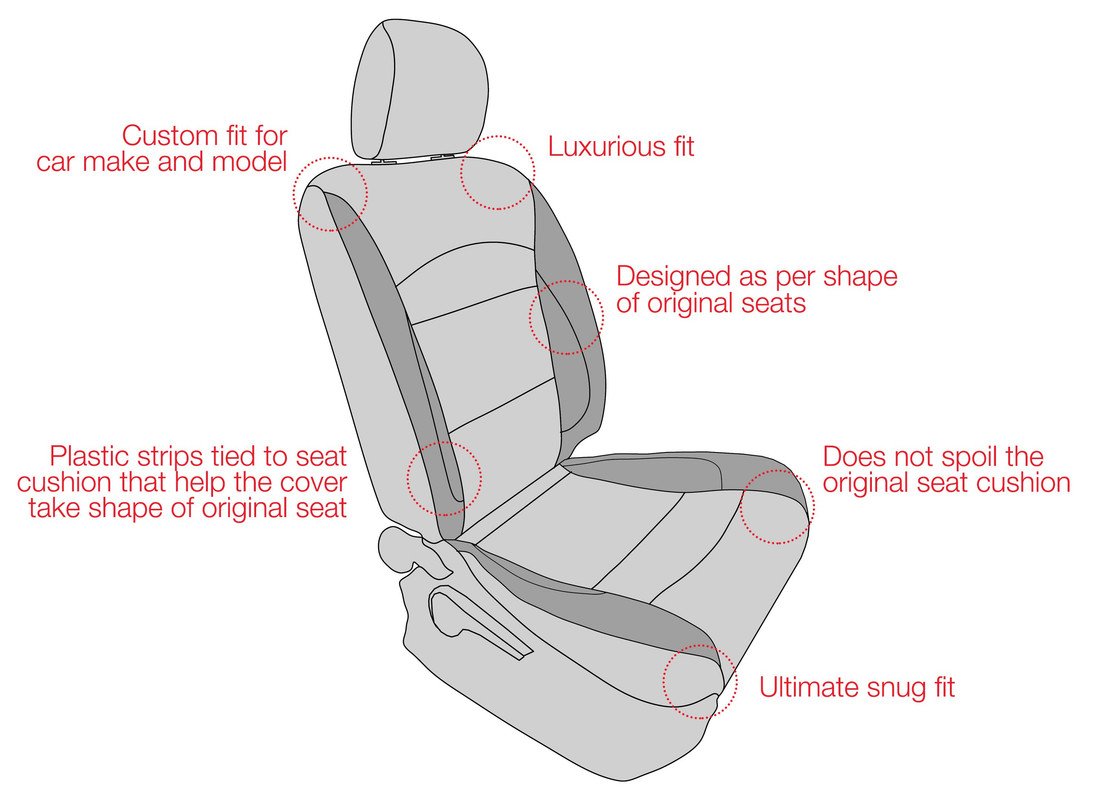 Custom fit for
car make and model
Luxurious fit
Designed as per shape
of original seats
Plastic strips tied to seat
cushion that help the cover
take shape of original seat
Does not spoil the
original seat cushion
Ultimate snug fit